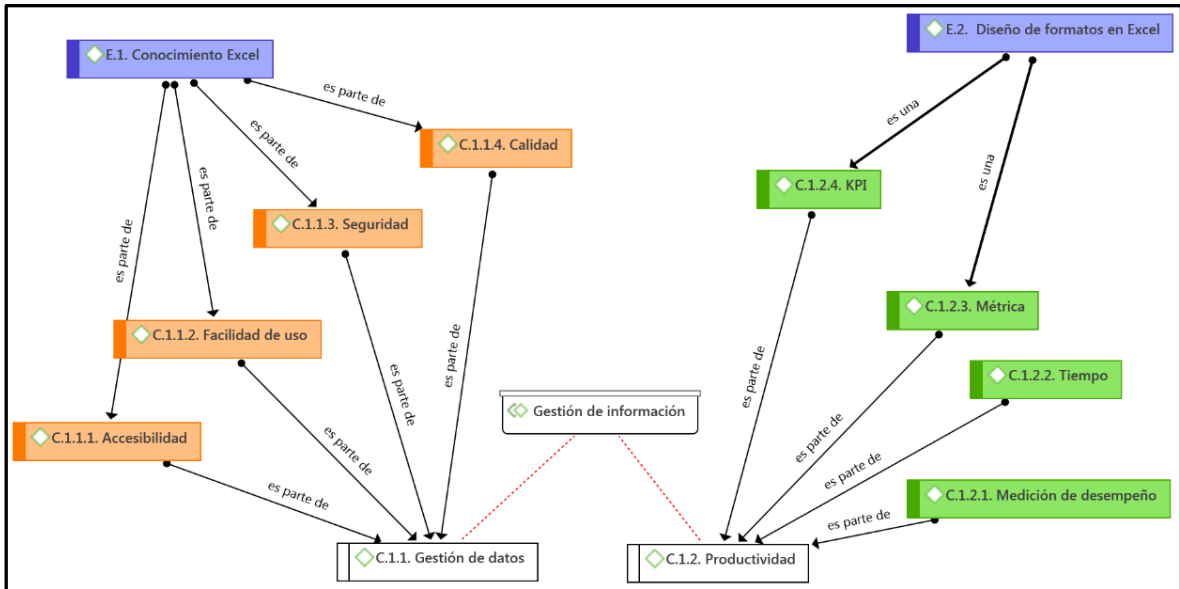 E.1. Conocimiento Excel
E.2. Diseño de formatos en Excel
es parte de
es parte de
es parte de
es parte de
es una
es una
C.1.1.4. Calidad
C.1.2.4. KPI
C.1.1.3. Seguridad
C.1.2.3. Métrica
C.1.1.2. Facilidad de uso
es parte de
es parte de
es parte de
C.1.2.2. Tiempo
Gestión de información
C.1.1.1. Accesibilidad
es parte de
es parte de
es parte de
es parte de
C.1.2.1. Medición de desempeño
es parte de
C.1.1. Gestión de datos
C.1.2. Productividad